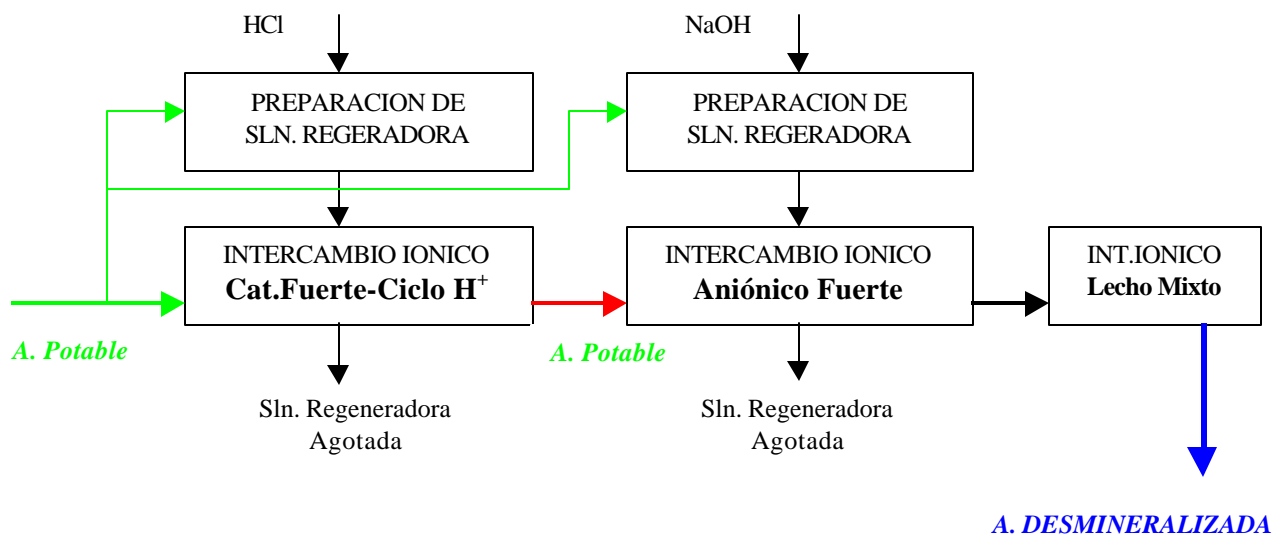 HCl
NaOH
PREPARACION DE
SLN. REGERADORA
PREPARACION DE
SLN. REGERADORA
INTERCAMBIO IONICO
Cat.Fuerte-Ciclo H⁺
INTERCAMBIO IONICO
Aniónico Fuerte
INT.IONICO
Lecho Mixto
A. Potable
A. Potable
Sln. Regeneradora
Agotada
Sln. Regeneradora
Agotada
A. DESMINERALIZADA